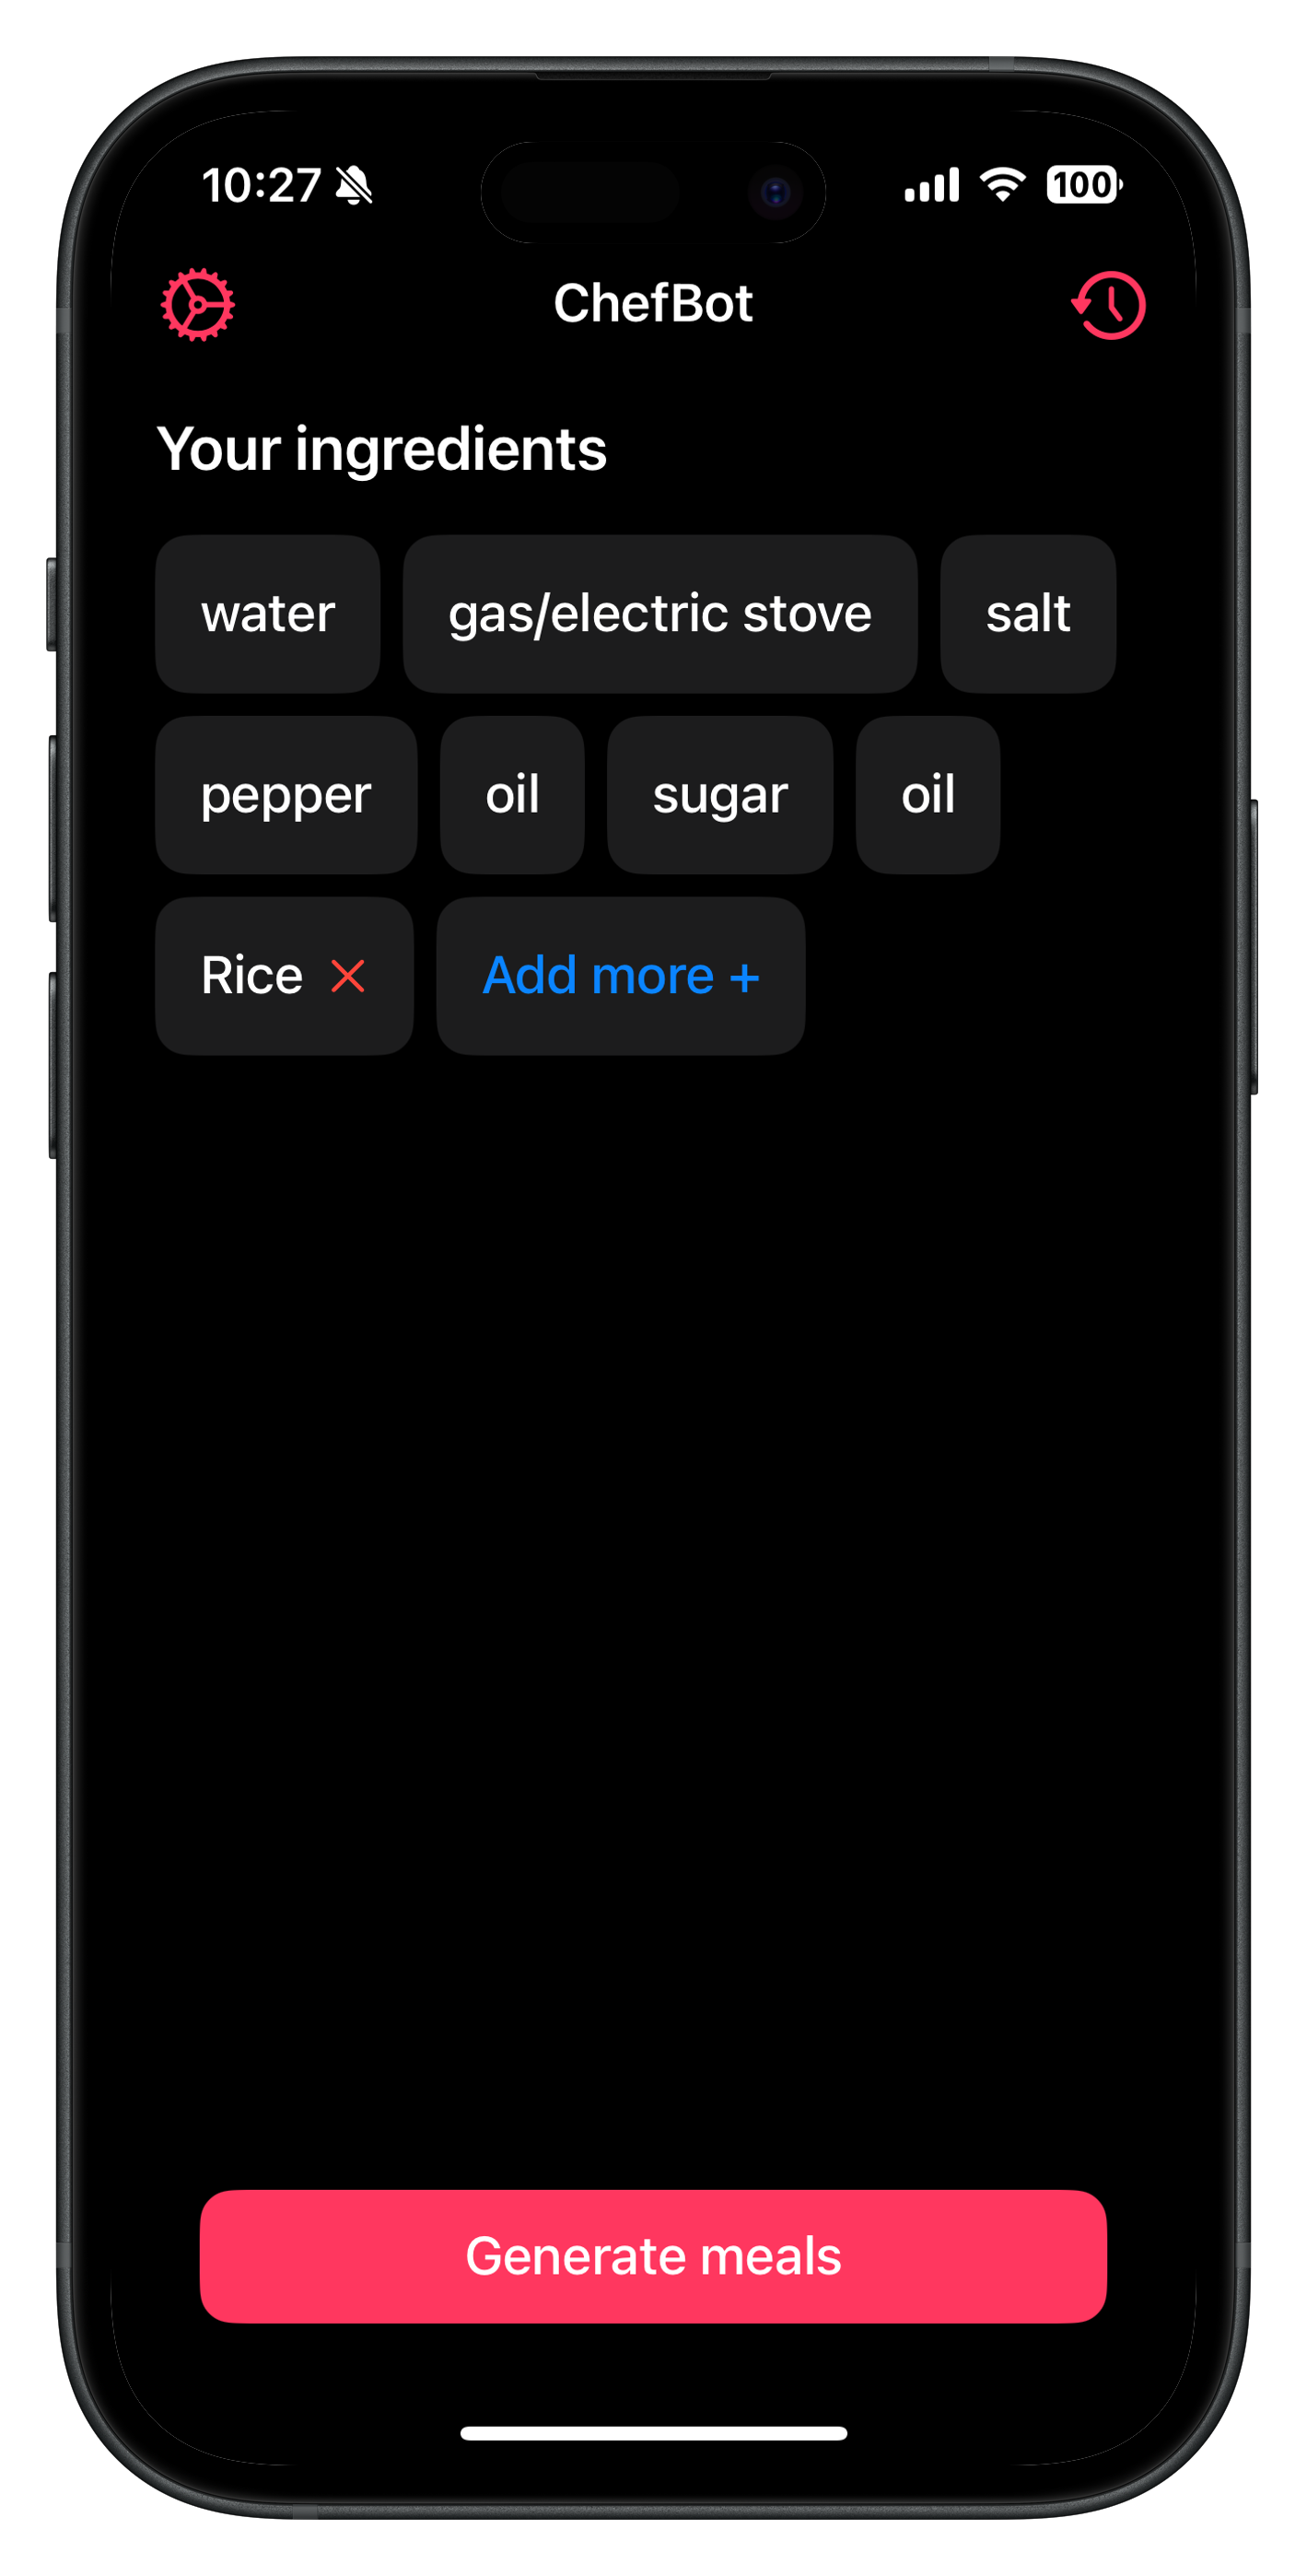 10:27 100
ChefBot
Your ingredients
water gas/electric stove salt
pepper oil sugar oil
Rice Add more +
Generate meals